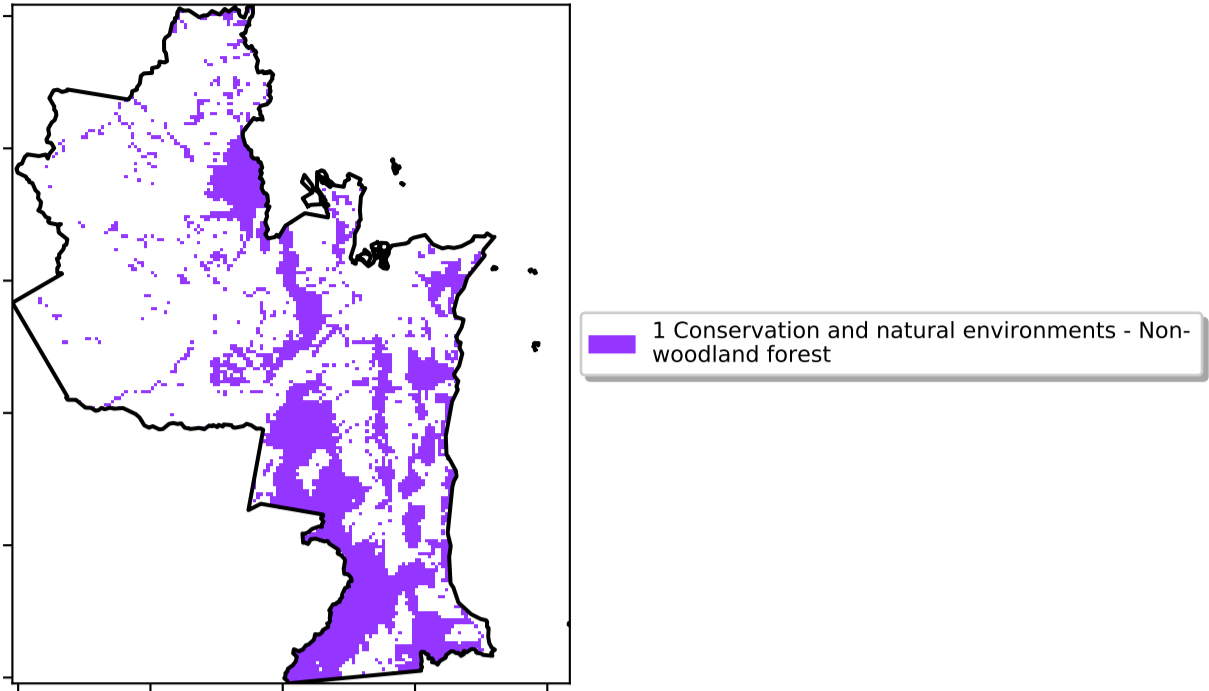 1 Conservation and natural environments - Non-
woodland forest